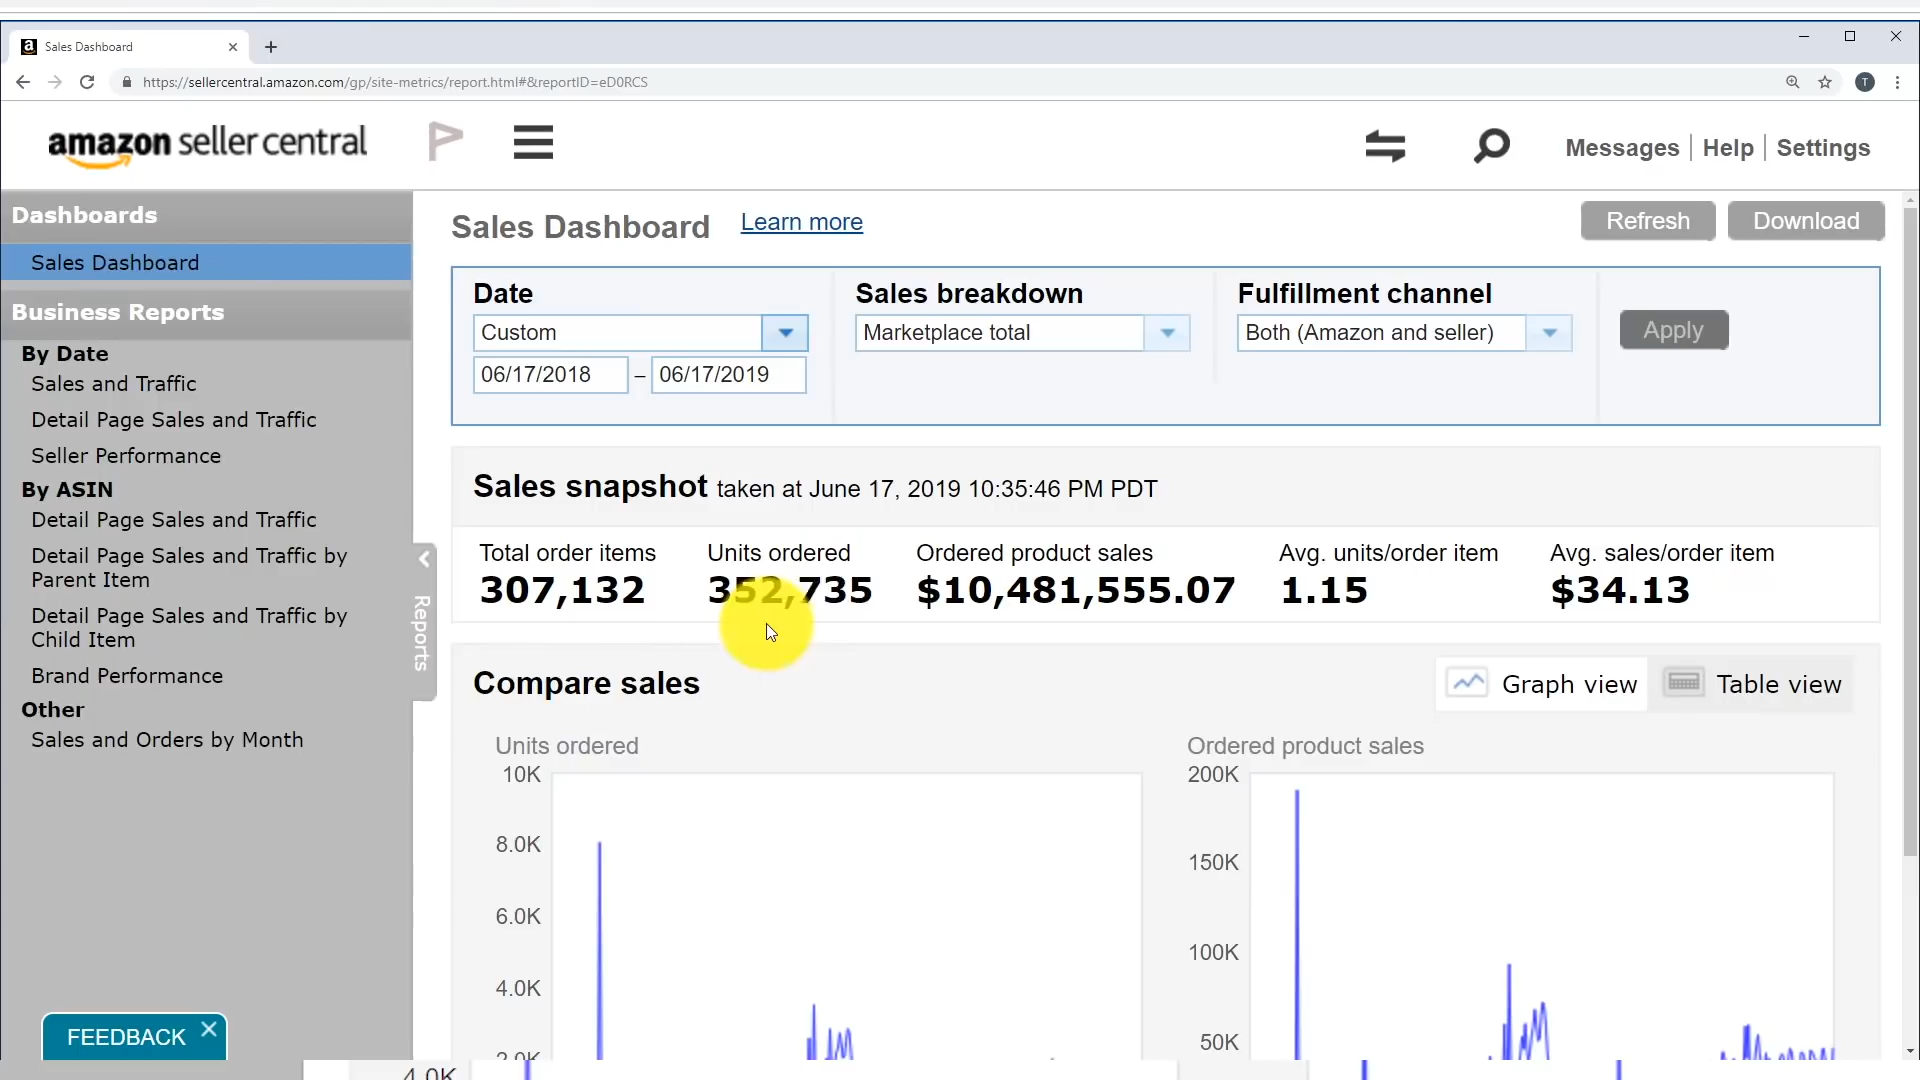 Sales Dashboard
https://sellercentral.amazon.com/gp/site-metrics/report.html#&reportID=eD0RCS
T
amazon seller central
Messages | Help | Settings
Dashboards
Sales Dashboard
Business Reports
By Date
Sales and Traffic
Detail Page Sales and Traffic
Seller Performance
By ASIN
Detail Page Sales and Traffic
Detail Page Sales and Traffic by
Parent Item
Detail Page Sales and Traffic by
Child Item
Brand Performance
Other
Sales and Orders by Month
Reports
FEEDBACK
Sales Dashboard Learn more
Refresh Download
Date Sales breakdown Fulfillment channel
Custom Marketplace total Both (Amazon and seller) Apply
06/17/2018 – 06/17/2019
Sales snapshot taken at June 17, 2019 10:35:46 PM PDT
Total order items Units ordered Ordered product sales Avg. units/order item Avg. sales/order item
307,132 352,735 $10,481,555.07 1.15 $34.13
Compare sales Graph view Table view
Units ordered
10K
8.0K
6.0K
4.0K
2.0K
Ordered product sales
200K
150K
100K
50K
4.0K